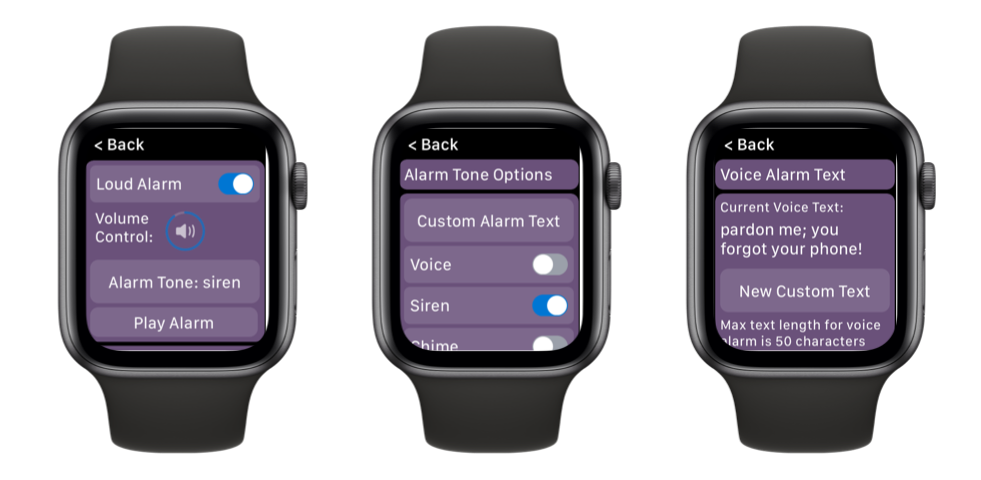 < Back
Loud Alarm
Volume
Control:
Alarm Tone: siren
Play Alarm
< Back
Alarm Tone Options
Custom Alarm Text
Voice
Siren
Chime
< Back
Voice Alarm Text
Current Voice Text:
pardon me; you
forgot your phone!
New Custom Text
Max text length for voice
alarm is 50 characters